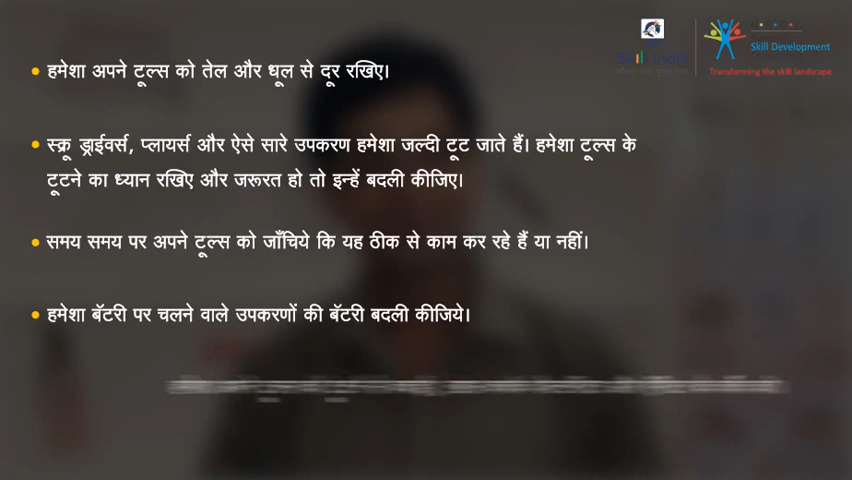 Skill India
Skill Development
Transforming the skill landscape
हमेशा अपने टूल्स को तेल और धूल से दूर रखिए।
स्क्रू ड्राईवर्स, प्लायर्स और ऐसे सारे उपकरण हमेशा जल्दी टूट जाते हैं। हमेशा टूल्स के
टूटने का ध्यान रखिए और जरूरत हो तो इन्हें बदली कीजिए।
समय समय पर अपने टूल्स को जाँचिये कि यह ठीक से काम कर रहे हैं या नहीं।
हमेशा बॅटरी पर चलने वाले उपकरणों की बॅटरी बदली कीजिये।